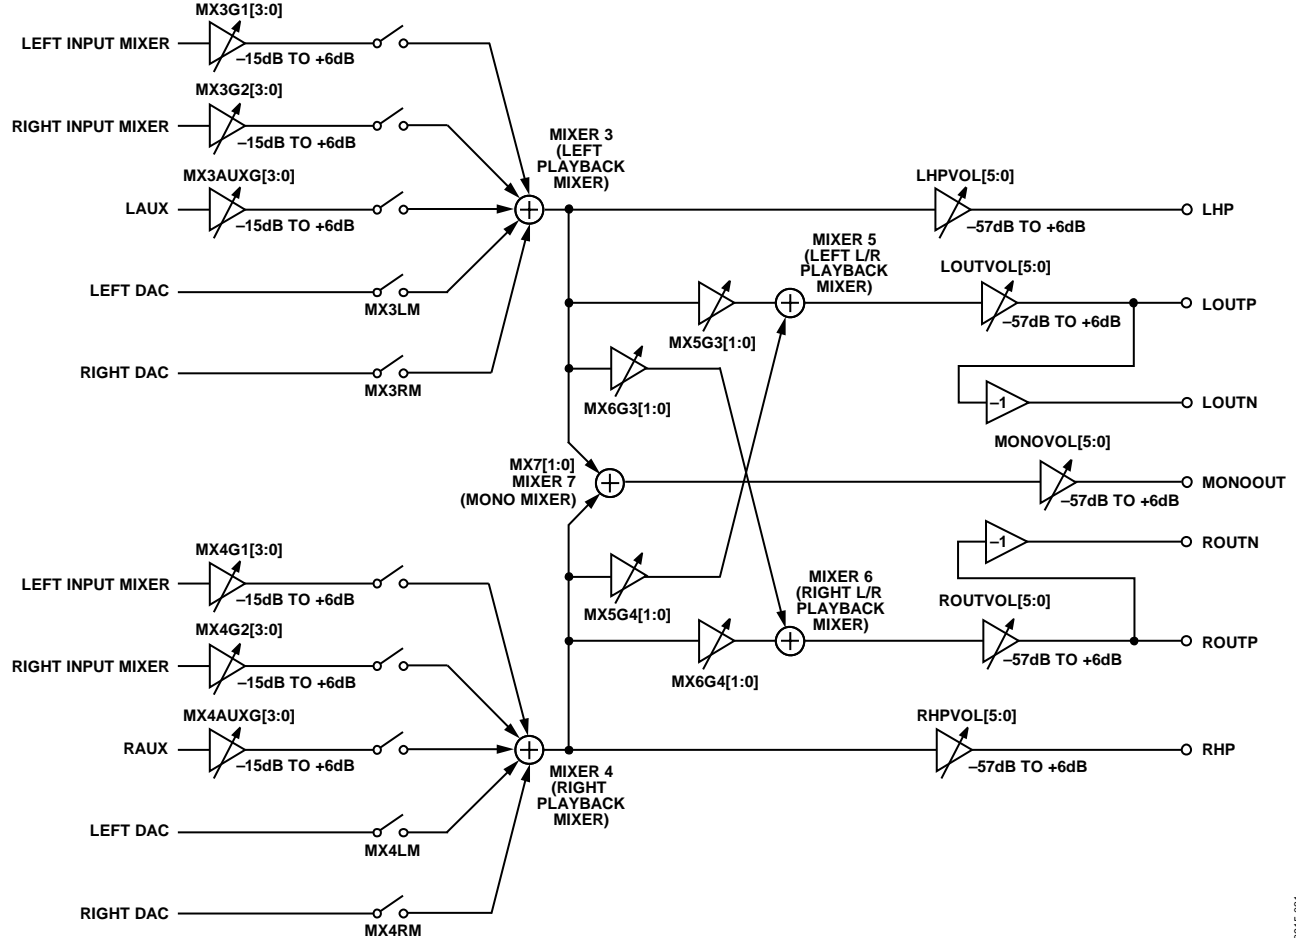 MX3G1[3:0]
LEFT INPUT MIXER
–15dB TO +6dB
MX3G2[3:0]
RIGHT INPUT MIXER
–15dB TO +6dB
MX3AUXG[3:0]
LAUX
–15dB TO +6dB
LEFT DAC
MX3LM
RIGHT DAC
MX3RM
MIXER 3
(LEFT
PLAYBACK
MIXER)
LHPVOL[5:0]
–57dB TO +6dB
LHP
MIXER 5
(LEFT L/R
PLAYBACK
MIXER)
MX5G3[1:0]
LOUTVOL[5:0]
–57dB TO +6dB
LOUTP
MX6G3[1:0]
–1
LOUTN
MX7[1:0]
MIXER 7
(MONO MIXER)
MONOVOL[5:0]
–57dB TO +6dB
MONOOUT
–1
ROUTN
MX5G4[1:0]
MIXER 6
(RIGHT L/R
PLAYBACK
MIXER)
MX6G4[1:0]
ROUTVOL[5:0]
–57dB TO +6dB
ROUTP
MX4G1[3:0]
LEFT INPUT MIXER
–15dB TO +6dB
MX4G2[3:0]
RIGHT INPUT MIXER
–15dB TO +6dB
MX4AUXG[3:0]
RAUX
–15dB TO +6dB
LEFT DAC
MX4LM
RIGHT DAC
MX4RM
MIXER 4
(RIGHT
PLAYBACK
MIXER)
RHPVOL[5:0]
–57dB TO +6dB
RHP